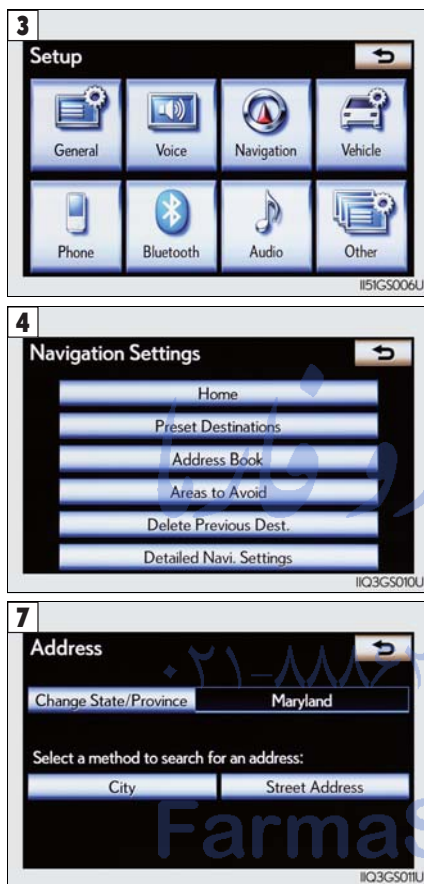 3
Setup
General Voice Navigation Vehicle
Phone Bluetooth Audio Other
II51GS006U
4
Navigation Settings
Home
Preset Destinations
Address Book
Areas to Avoid
Delete Previous Dest.
Detailed Navi. Settings
IIQ3GS010U
7
Address
Change State/Province Maryland
Select a method to search for an address:
City Street Address
IIQ3GS011U